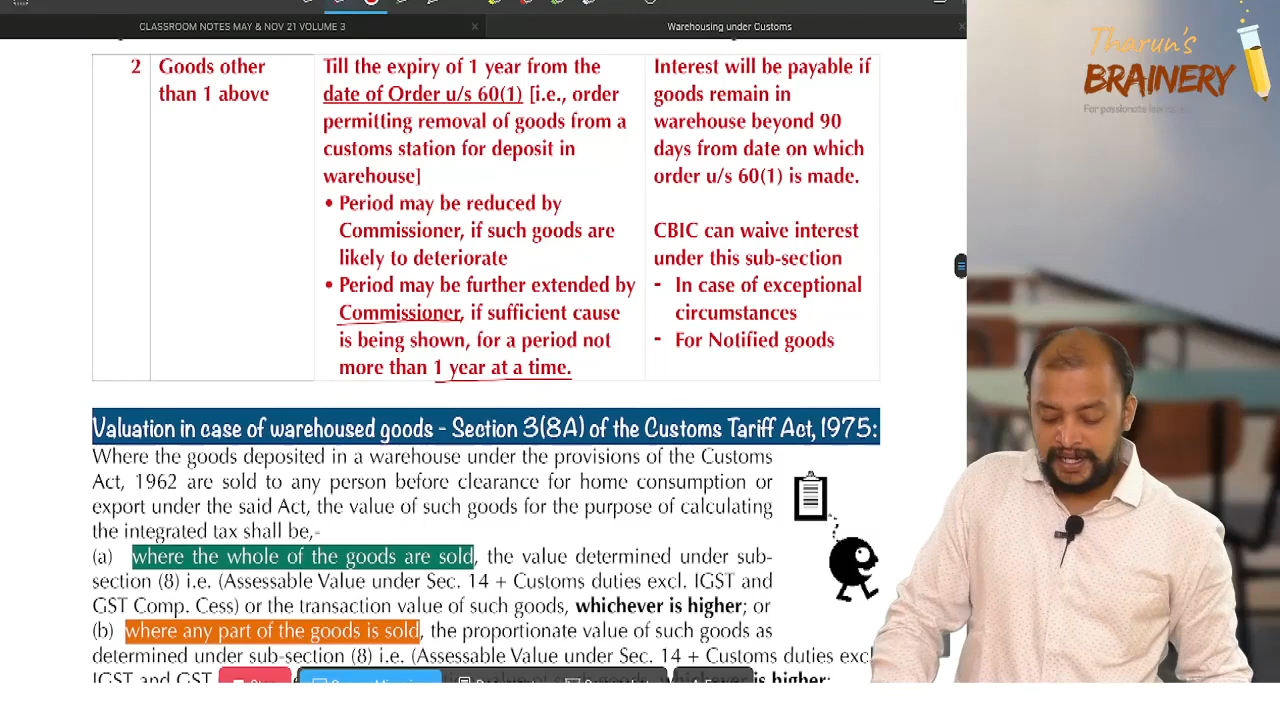 CLASSROOM NOTES MAY & NOV 21 VOLUME 3
Warehousing under Customs
Tharun's
BRAINERY
2
Goods other
than 1 above
Till the expiry of 1 year from the
date of Order u/s 60(1) [i.e., order
permitting removal of goods from a
customs station for deposit in
warehouse]
• Period may be reduced by
Commissioner, if such goods are
likely to deteriorate
• Period may be further extended by
Commissioner, if sufficient cause
is being shown, for a period not
more than 1 year at a time.
Interest will be payable if
goods remain in
warehouse beyond 90
days from date on which
order u/s 60(1) is made.
CBIC can waive interest
under this sub-section
- In case of exceptional
circumstances
- For Notified goods
Valuation in case of warehoused goods - Section 3(8A) of the Customs Tariff Act, 1975:
Where the goods deposited in a warehouse under the provisions of the Customs
Act, 1962 are sold to any person before clearance for home consumption or
export under the said Act, the value of such goods for the purpose of calculating
the integrated tax shall be,-
(a) where the whole of the goods are sold, the value determined under sub-
section (8) i.e. (Assessable Value under Sec. 14 + Customs duties excl. IGST and
GST Comp. Cess) or the transaction value of such goods, whichever is higher; or
(b) where any part of the goods is sold, the proportionate value of such goods as
determined under sub-section (8) i.e. (Assessable Value under Sec. 14 + Customs duties excl
IGST and GST
is higher;